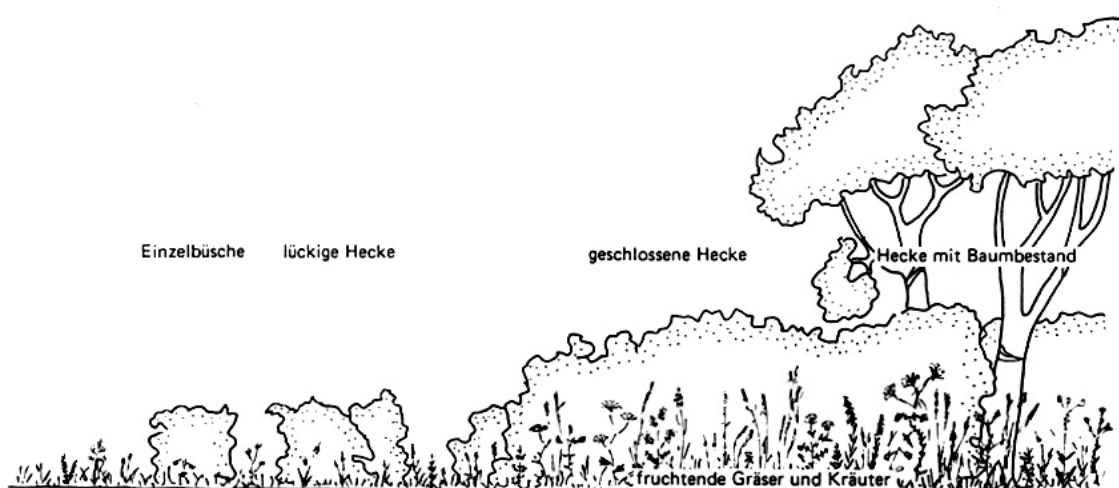 Einzelbüsche
lückige Hecke
geschlossene Hecke
Hecke mit Baumbestand
fruchtende Gräser und Kräuter